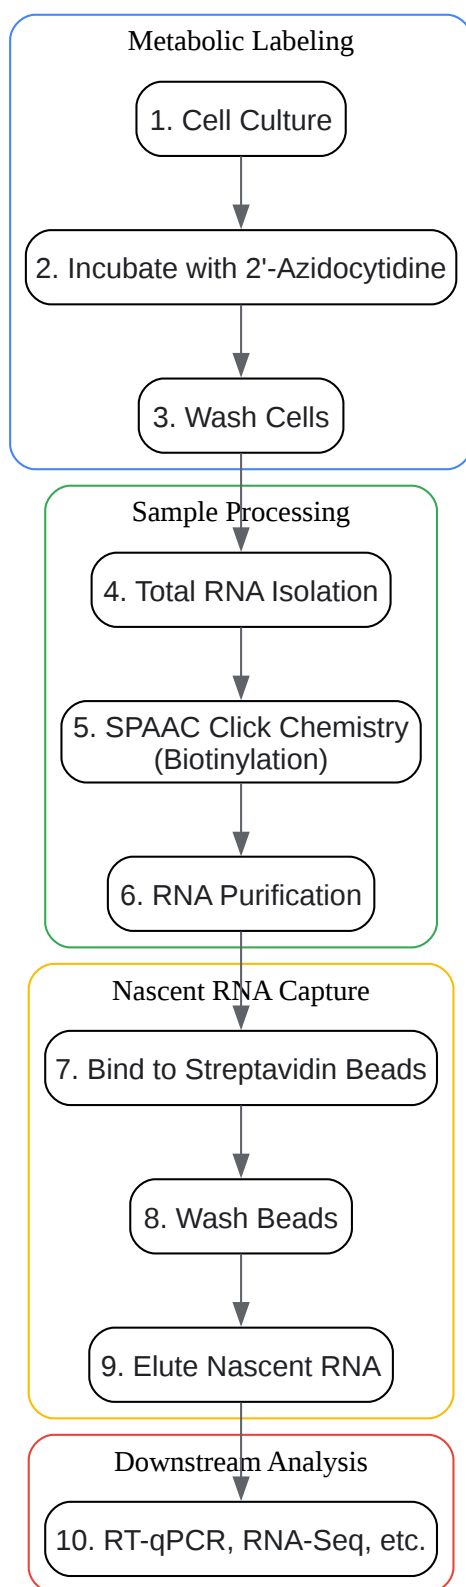 Metabolic Labeling
1. Cell Culture
2. Incubate with 2'-Azidocytidine
3. Wash Cells
Sample Processing
4. Total RNA Isolation
5. SPAAC Click Chemistry
(Biotinylation)
6. RNA Purification
Nascent RNA Capture
7. Bind to Streptavidin Beads
8. Wash Beads
9. Elute Nascent RNA
Downstream Analysis
10. RT-qPCR, RNA-Seq, etc.